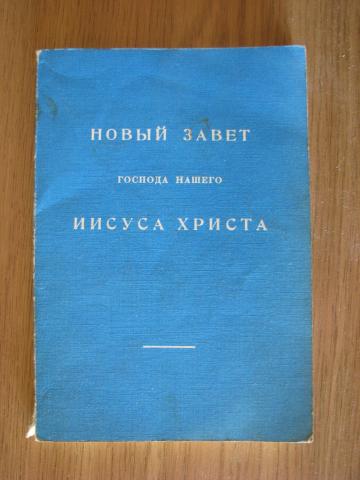 НОВЫЙ ЗАВЕТ
ГОСПОДА НАШЕГО
ИИСУСА ХРИСТА